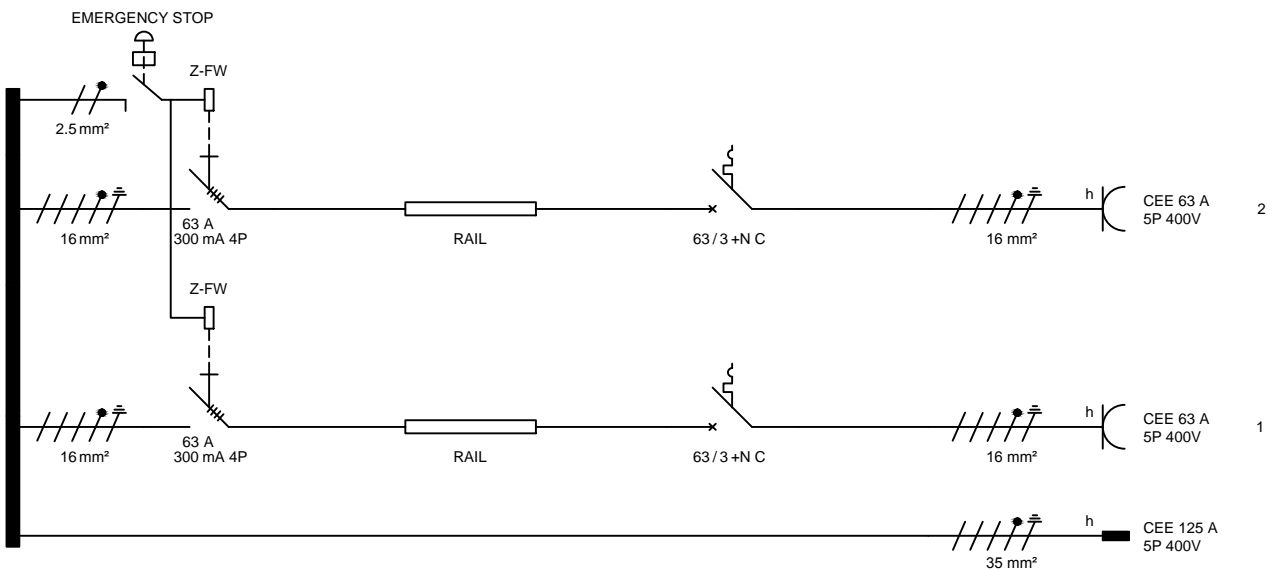 EMERGENCY STOP
Z-FW
2.5 mm²
h
CEE 63 A
5P 400V
2
16 mm²
63 A
300 mA 4P
RAIL
63 / 3 +N C
16 mm²
Z-FW
h
CEE 63 A
5P 400V
1
16 mm²
63 A
300 mA 4P
RAIL
63 / 3 +N C
16 mm²
h
CEE 125 A
5P 400V
35 mm²